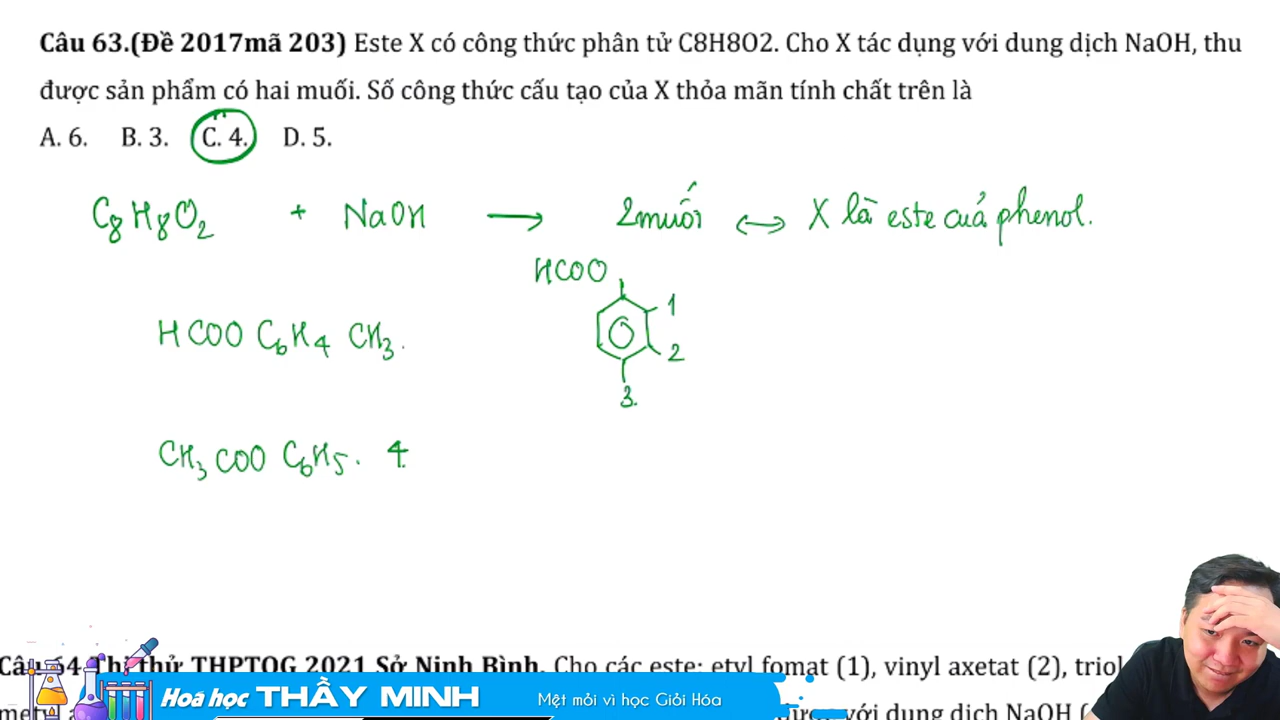 Câu 63.(Đề 2017mã 203) Este X có công thức phân tử C8H8O2. Cho X tác dụng với dung dịch NaOH, thu
được sản phẩm có hai muối. Số công thức cấu tạo của X thỏa mãn tính chất trên là
A. 6. B. 3. C. 4. D. 5.
C8H8O2 + NaOH → 2muối ↔ X là este của phenol.
HCOO
1
HCOO C6H4 CH3.
2
3.
CH3COO C6H5. 4.
Câu 64. Thi thử THPTQG 2021 Sở Ninh Bình. Cho các este: etyl fomat (1), vinyl axetat (2),
Hoá học THẦY MINH Mệt mỏi vì học Giỏi Hóa
với dung dịch NaOH